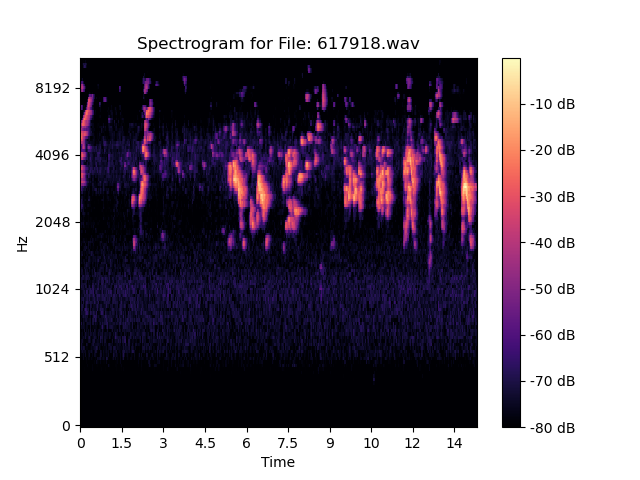 Spectrogram for File: 617918.wav
8192
4096
2048
1024
512
0
Hz
0 1.5 3 4.5 6 7.5 9 10 12 14
Time
-10 dB
-20 dB
-30 dB
-40 dB
-50 dB
-60 dB
-70 dB
-80 dB